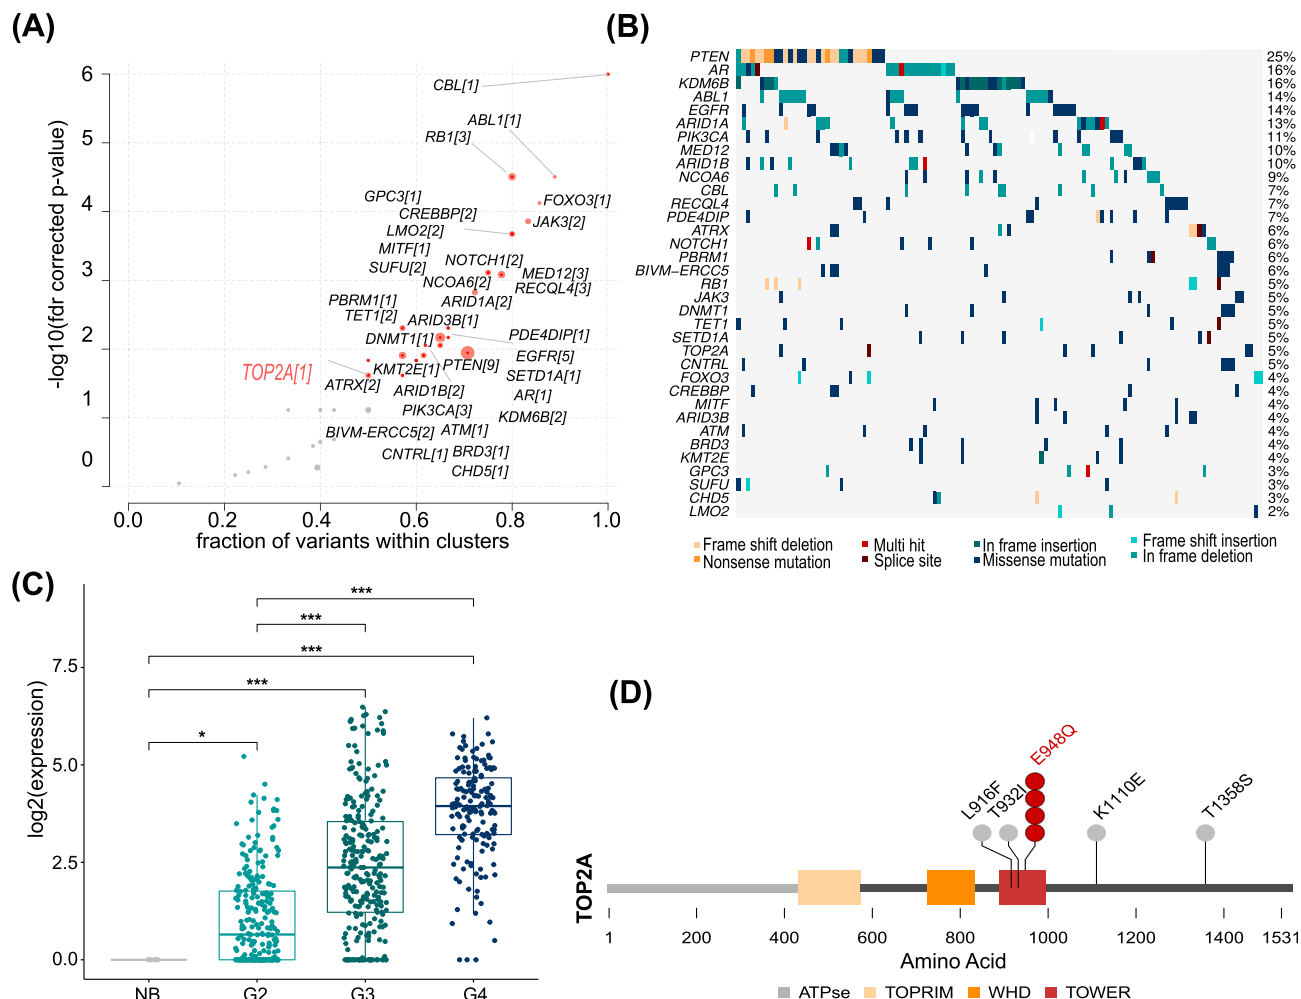 (A)
-log10(fdr corrected p-value)
6
5
4
3
2
1
0
CBL[1]
ABL1[1]
RB1[3]
GPC3[1]
FOXO3[1]
CREBBP[2]
JAK3[2]
LMO2[2]
MITF[1]
NOTCH1[2]
SUFU[2]
MED12[3]
NCOA6[2]
RECQL4[3]
PBRM1[1]
ARID1A[2]
TET1[2]
ARID3B[1]
DNMT1[1]
PDE4DIP[1]
EGFR[5]
TOP2A[1]
KMT2E[1]
PTEN[9]
SETD1A[1]
ATRX[2]
ARID1B[2]
AR[1]
PIK3CA[3]
KDM6B[2]
BIVM-ERCC5[2]
ATM[1]
CNTRL[1]
BRD3[1]
CHD5[1]
0.0 0.2 0.4 0.6 0.8 1.0
fraction of variants within clusters
(B)
PTEN 25%
AR 16%
KDM6B 16%
ABL1 14%
EGFR 14%
ARID1A 13%
PIK3CA 11%
MED12 10%
ARID1B 10%
NCOA6 9%
CBL 7%
RECQL4 7%
PDE4DIP 7%
ATRX 6%
NOTCH1 6%
PBRM1 6%
BIVM−ERCC5 6%
RB1 5%
JAK3 5%
DNMT1 5%
TET1 5%
SETD1A 5%
TOP2A 5%
CNTRL 5%
FOXO3 4%
CREBBP 4%
MITF 4%
ARID3B 4%
ATM 4%
BRD3 4%
KMT2E 4%
GPC3 3%
SUFU 3%
CHD5 3%
LMO2 2%
Frame shift deletion
Nonsense mutation
Multi hit
Splice site
In frame insertion
Missense mutation
Frame shift insertion
In frame deletion
(C)
log2(expression)
7.5
5.0
2.5
0.0
***
***
***
***
*
NB G2 G3 G4
(D)
TOP2A
L916F
T932I
E948Q
K1110E
T1358S
1 200 400 600 800 1000 1200 1400 1531
Amino Acid
ATPse TOPRIM WHD TOWER